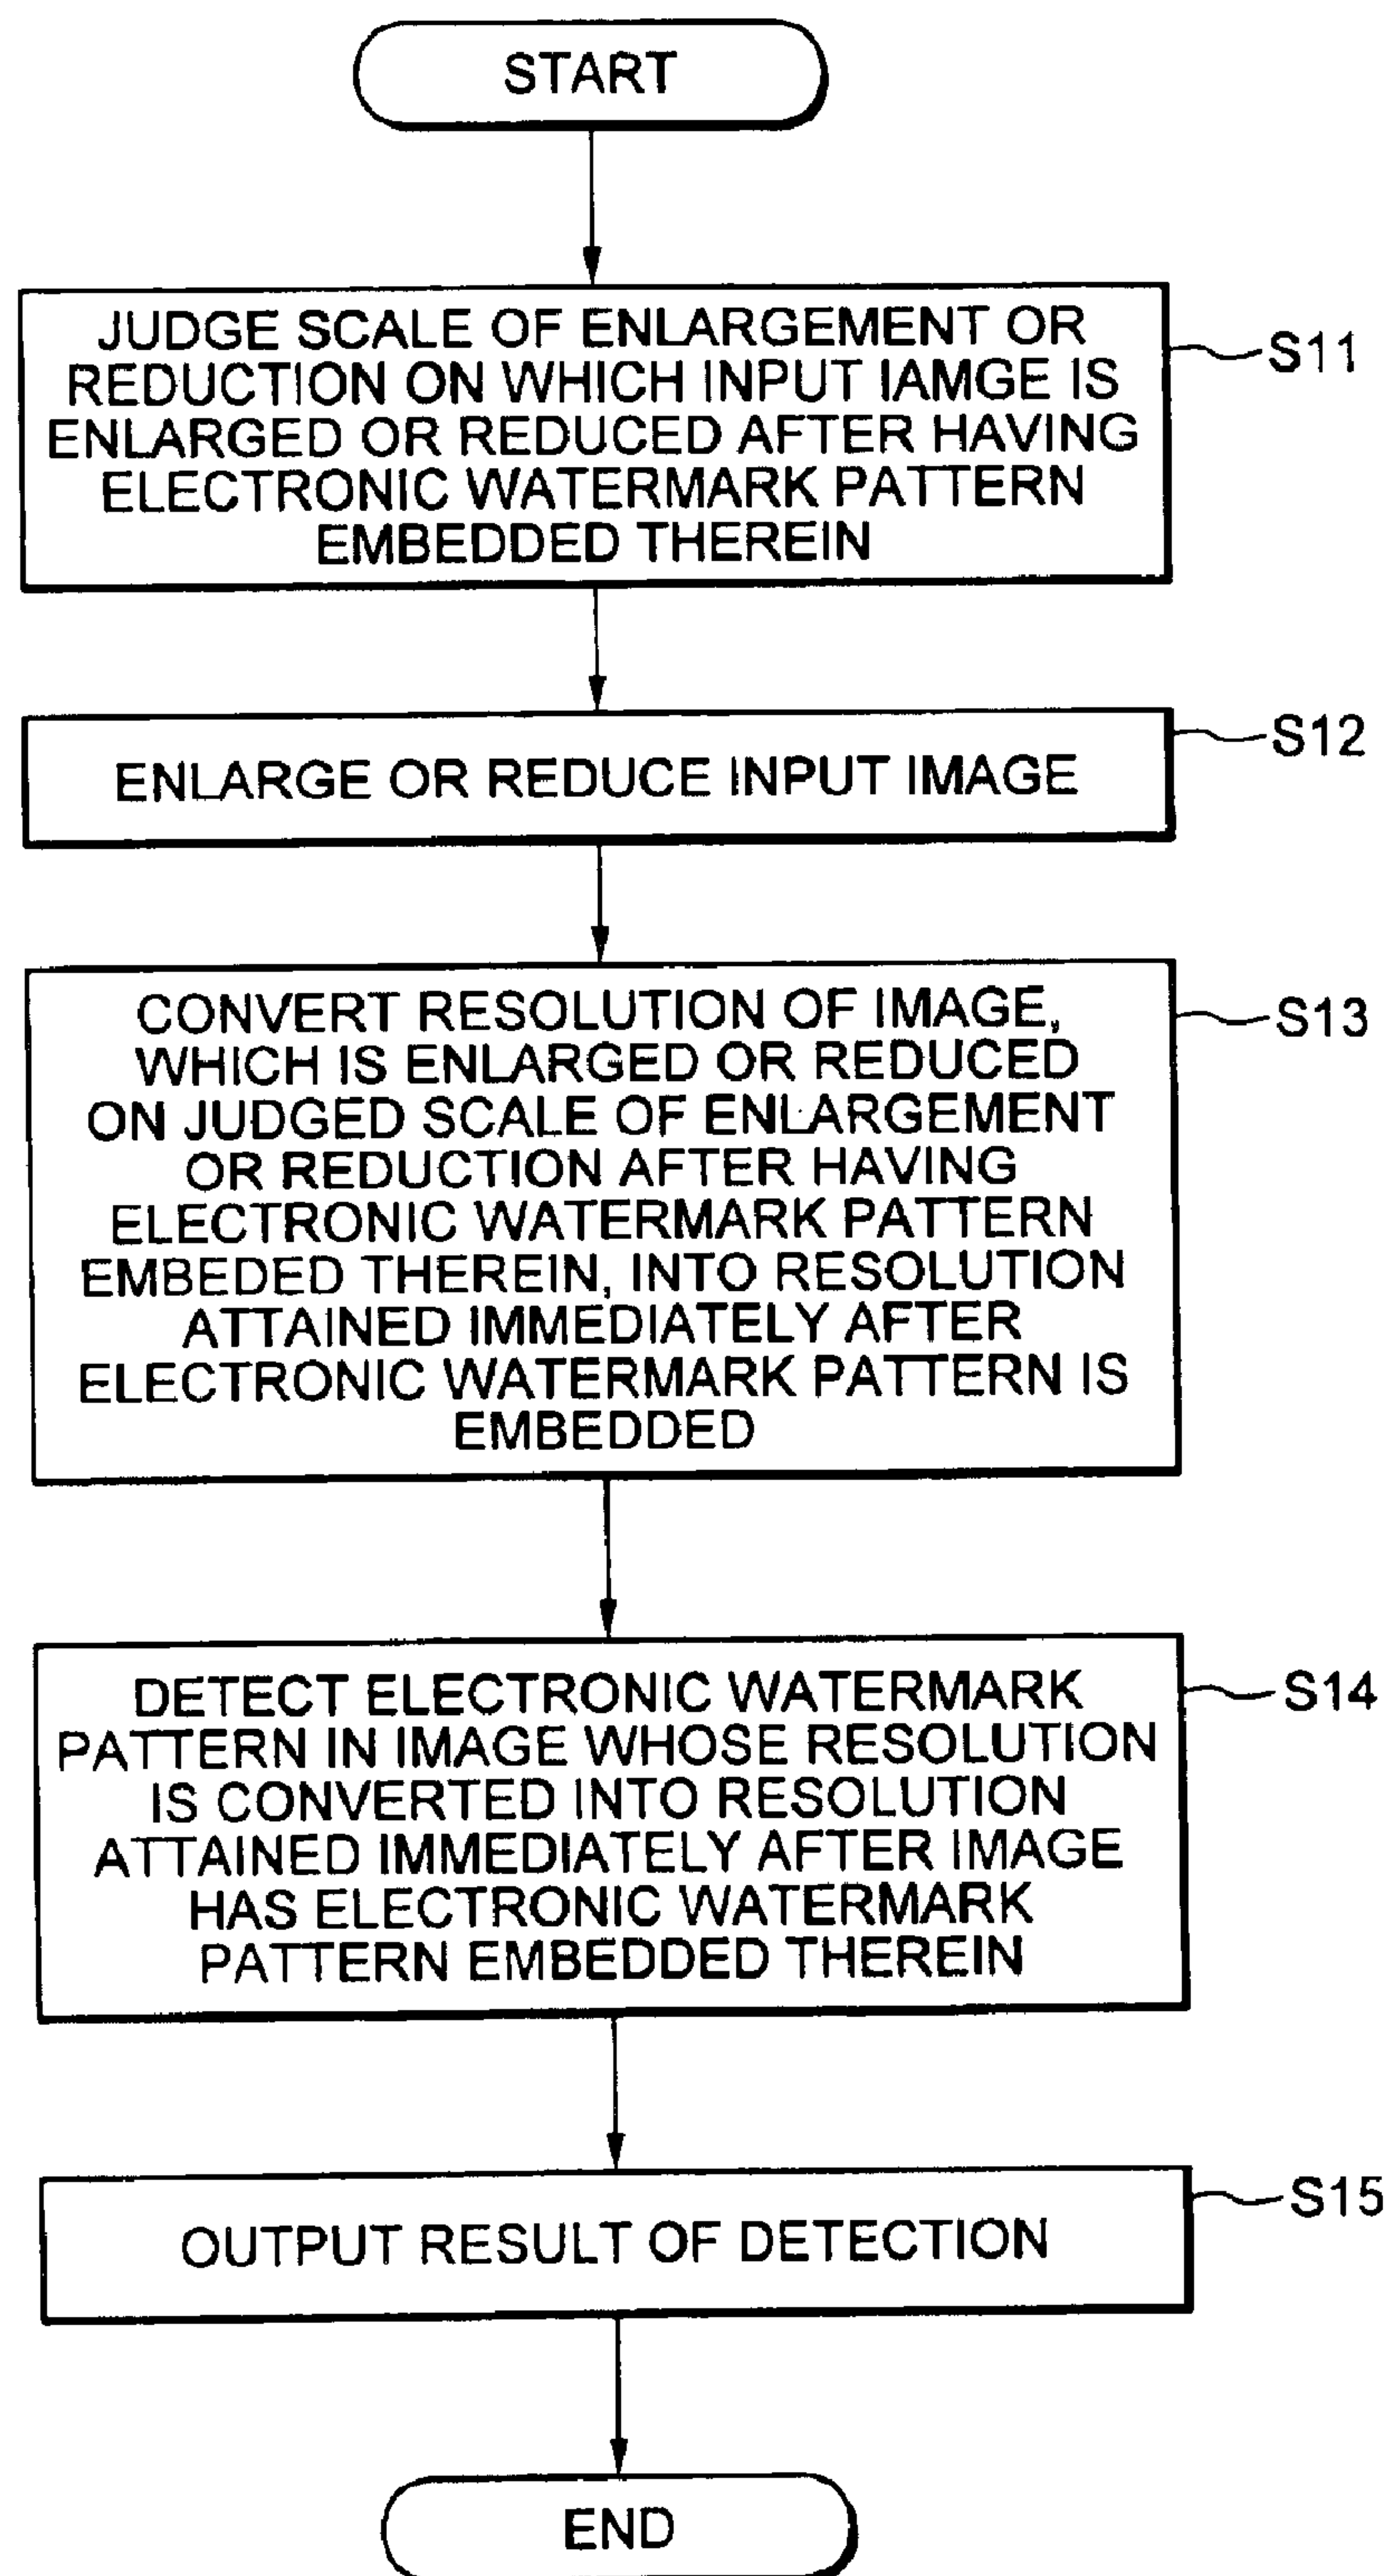 START
JUDGE SCALE OF ENLARGEMENT OR
REDUCTION ON WHICH INPUT IAMGE IS
ENLARGED OR REDUCED AFTER HAVING
ELECTRONIC WATERMARK PATTERN
EMBEDDED THEREIN
S11
ENLARGE OR REDUCE INPUT IMAGE
S12
CONVERT RESOLUTION OF IMAGE,
WHICH IS ENLARGED OR REDUCED
ON JUDGED SCALE OF ENLARGEMENT
OR REDUCTION AFTER HAVING
ELECTRONIC WATERMARK PATTERN
EMBEDED THEREIN, INTO RESOLUTION
ATTAINED IMMEDIATELY AFTER
ELECTRONIC WATERMARK PATTERN IS
EMBEDDED
S13
DETECT ELECTRONIC WATERMARK
PATTERN IN IMAGE WHOSE RESOLUTION
IS CONVERTED INTO RESOLUTION
ATTAINED IMMEDIATELY AFTER IMAGE
HAS ELECTRONIC WATERMARK
PATTERN EMBEDDED THEREIN
S14
OUTPUT RESULT OF DETECTION
S15
END